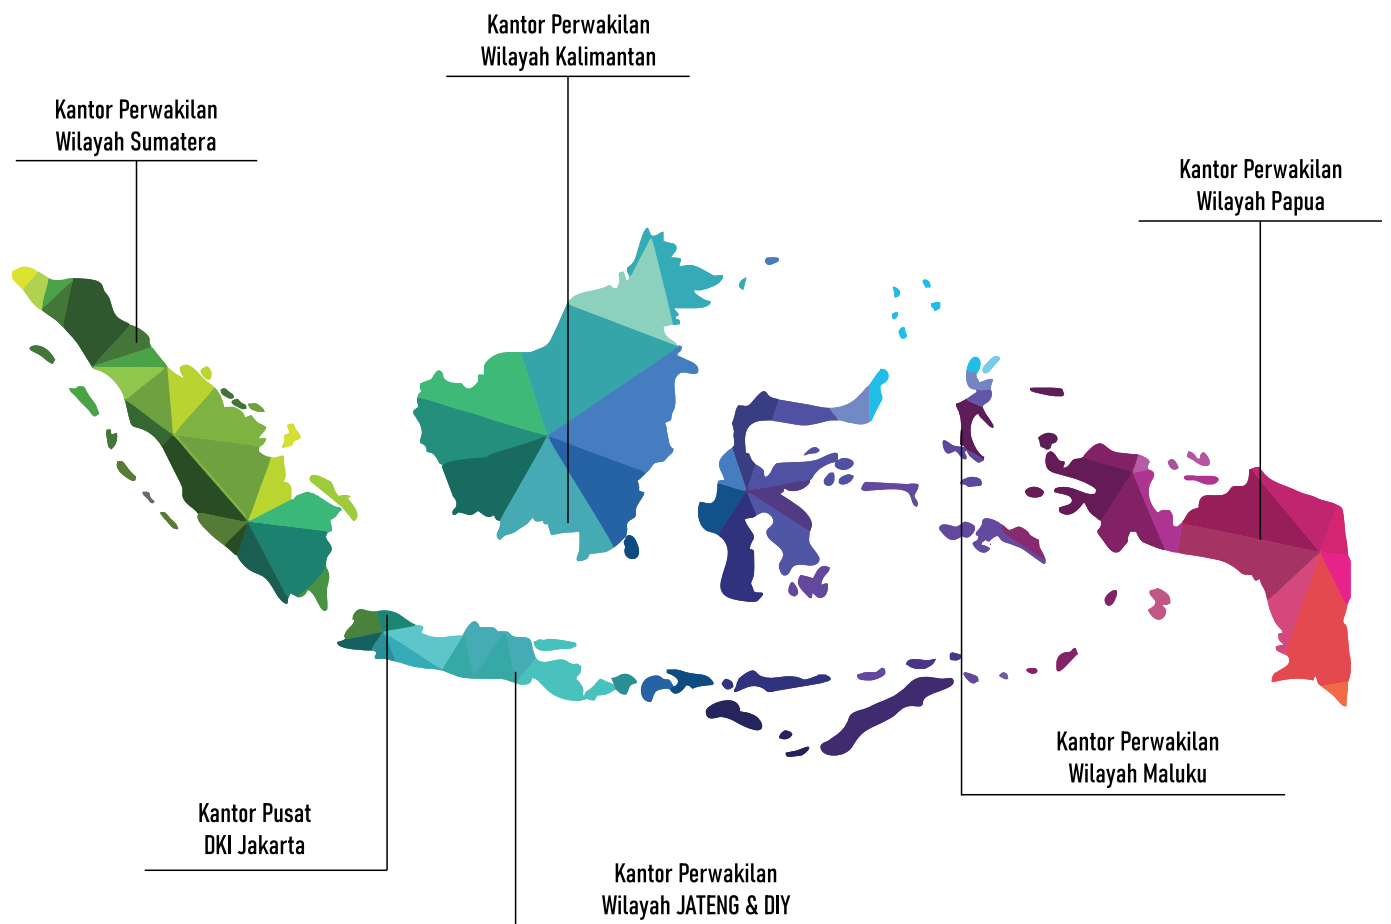 Kantor Perwakilan
Wilayah Kalimantan
Kantor Perwakilan
Wilayah Sumatera
Kantor Perwakilan
Wilayah Papua
Kantor Perwakilan
Wilayah Maluku
Kantor Pusat
DKI Jakarta
Kantor Perwakilan
Wilayah JATENG & DIY